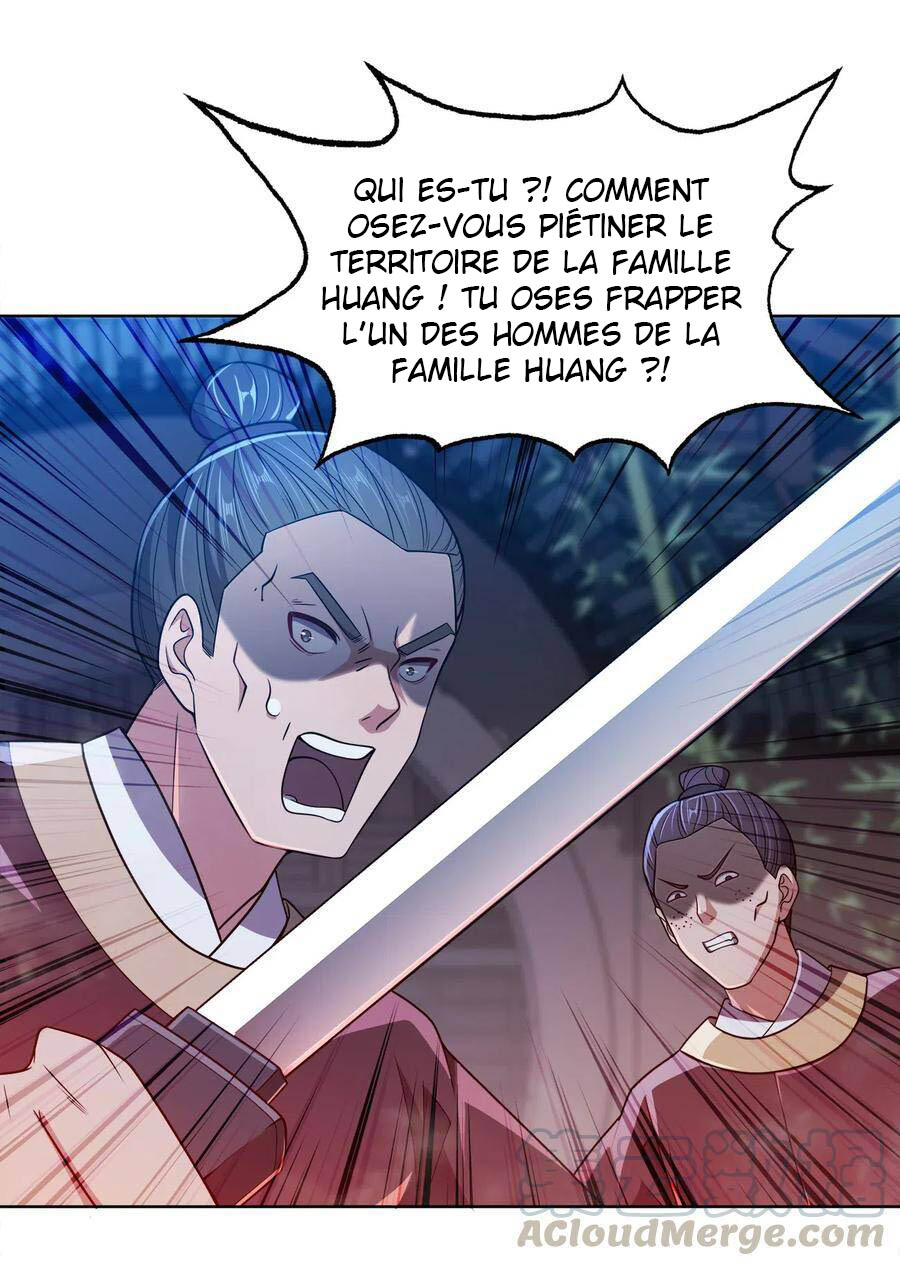 QUI ES-TU ?! COMMENT
OSEZ-VOUS PIÉTINER LE
TERRITOIRE DE LA FAMILLE
HUANG ! TU OSES FRAPPER
L'UN DES HOMMES DE LA
FAMILLE HUANG ?!
ACloudMerge.com